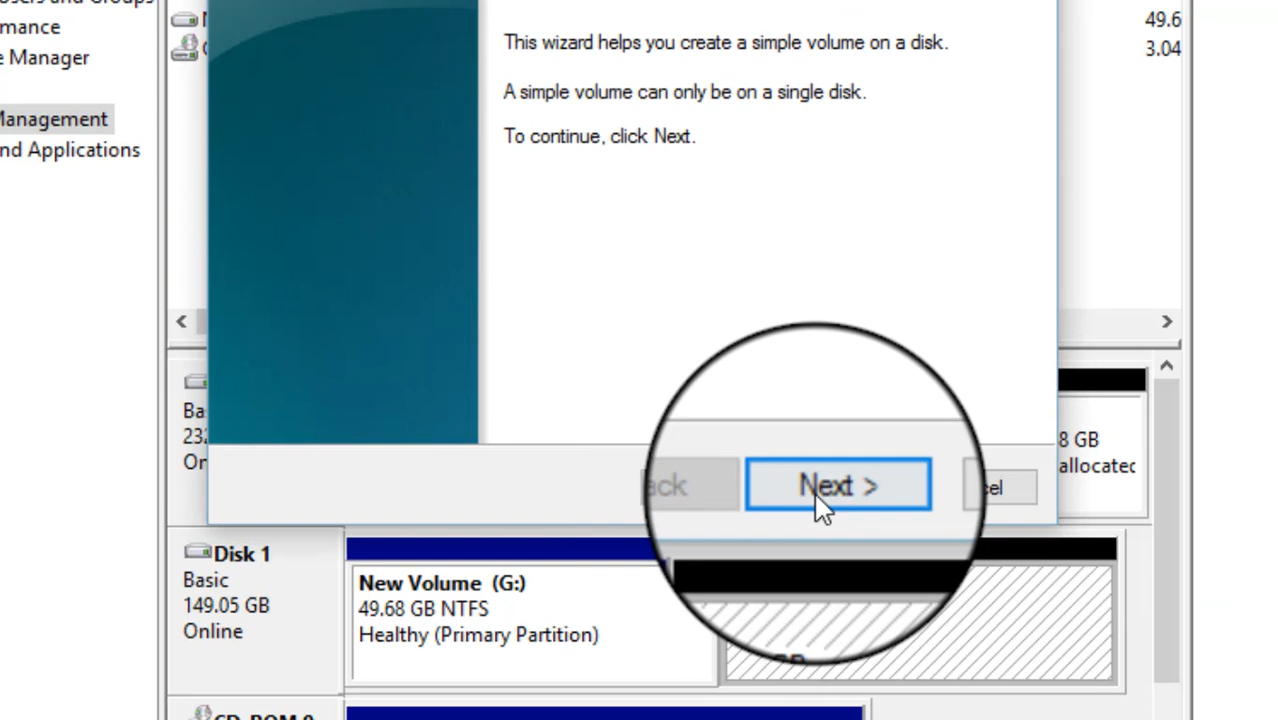 49.6
rmance
3.04
e Manager
This wizard helps you create a simple volume on a disk.
A simple volume can only be on a single disk.
Management
To continue, click Next.
nd Applications
8 GB
On
Next >
Disk 1
Basic
149.05 GB
Online
New Volume (G:)
49.68 GB NTFS
Healthy (Primary Partition)